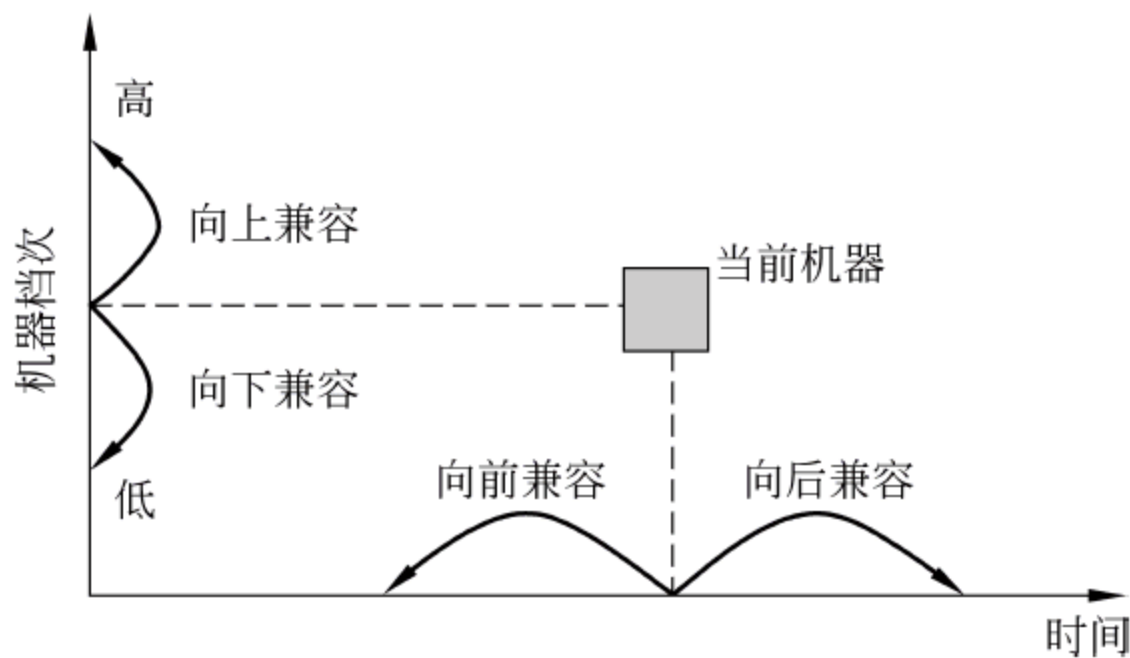 高
向上兼容
机器档次
当前机器
向下兼容
低
向前兼容
向后兼容
时间